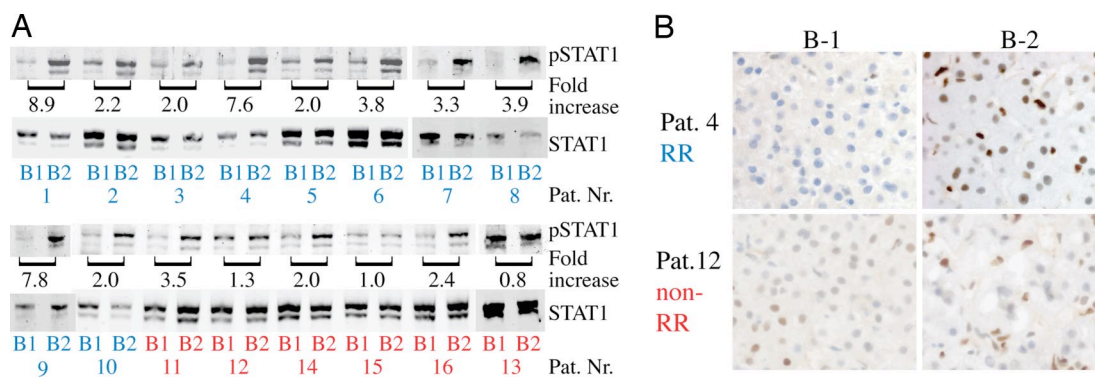 A
pSTAT1
Fold
increase
8.9 2.2 2.0 7.6 2.0 3.8 3.3 3.9
STAT1
B1 B2 B1 B2 B1 B2 B1 B2 B1 B2 B1 B2 B1 B2 B1 B2
1 2 3 4 5 6 7 8 Pat. Nr.
pSTAT1
Fold
increase
7.8 2.0 3.5 1.3 2.0 1.0 2.4 0.8
STAT1
B1 B2 B1 B2 B1 B2 B1 B2 B1 B2 B1 B2 B1 B2 B1 B2
9 10 11 12 14 15 16 13 Pat. Nr.
B
B-1 B-2
Pat. 4
RR
Pat.12
non-
RR